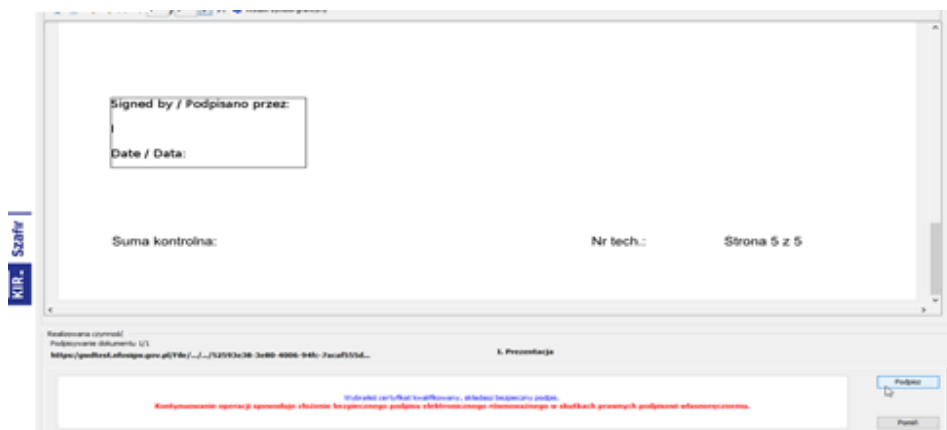 Signed by / Podpisano przez:
Date / Data:
Suma kontrolna:
Nr tech.:
Strona 5 z 5
KIR. Szafir
Realizowana czynność
Podpisywanie dokumentu 1/1
1. Prezentacja
Wybrałeś certyfikat kwalifikowany, składasz bezpieczny podpis.
Kontynuowanie operacji spowoduje złożenie bezpiecznego podpisu elektronicznego równoważnego w skutkach prawnych podpisowi własnoręcznemu.
Podpisz
Pomiń